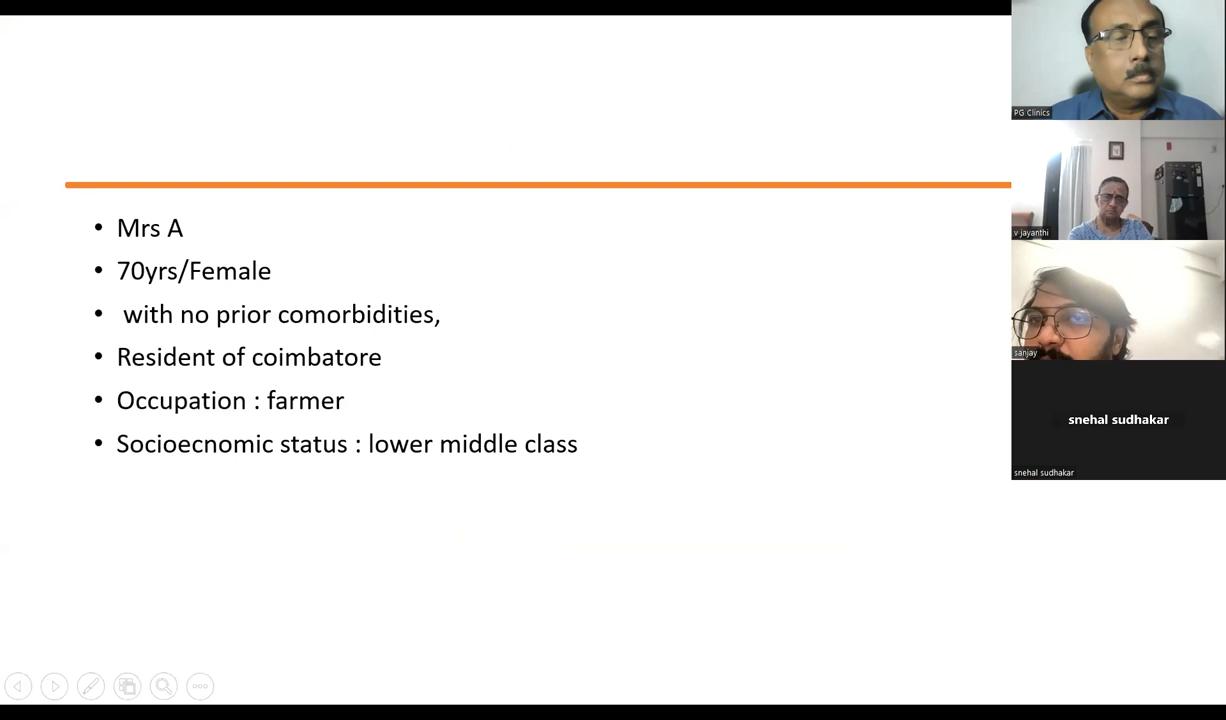 • Mrs A
• 70yrs/Female
• with no prior comorbidities,
• Resident of coimbatore
• Occupation : farmer
• Socioecnomic status : lower middle class
PG Clinics
v jayanthi
sanjay
snehal sudhakar
snehal sudhakar